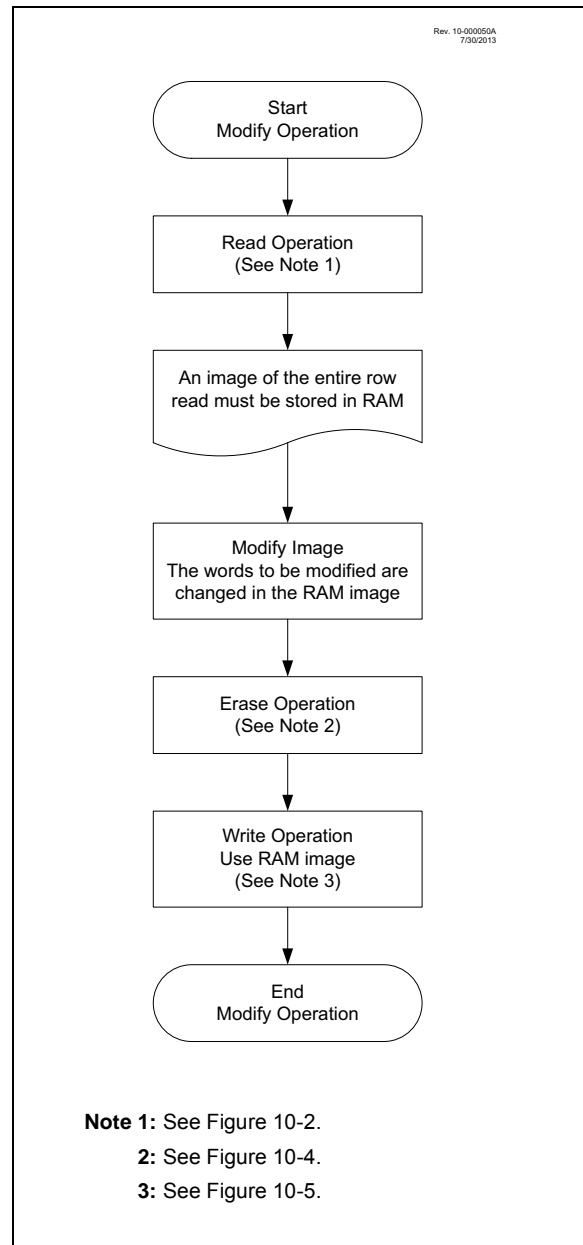 Rev. 10-000050A
7/30/2013
Start
Modify Operation
Read Operation
(See Note 1)
An image of the entire row
read must be stored in RAM
Modify Image
The words to be modified are
changed in the RAM image
Erase Operation
(See Note 2)
Write Operation
Use RAM image
(See Note 3)
End
Modify Operation
Note 1: See Figure 10-2.
2: See Figure 10-4.
3: See Figure 10-5.